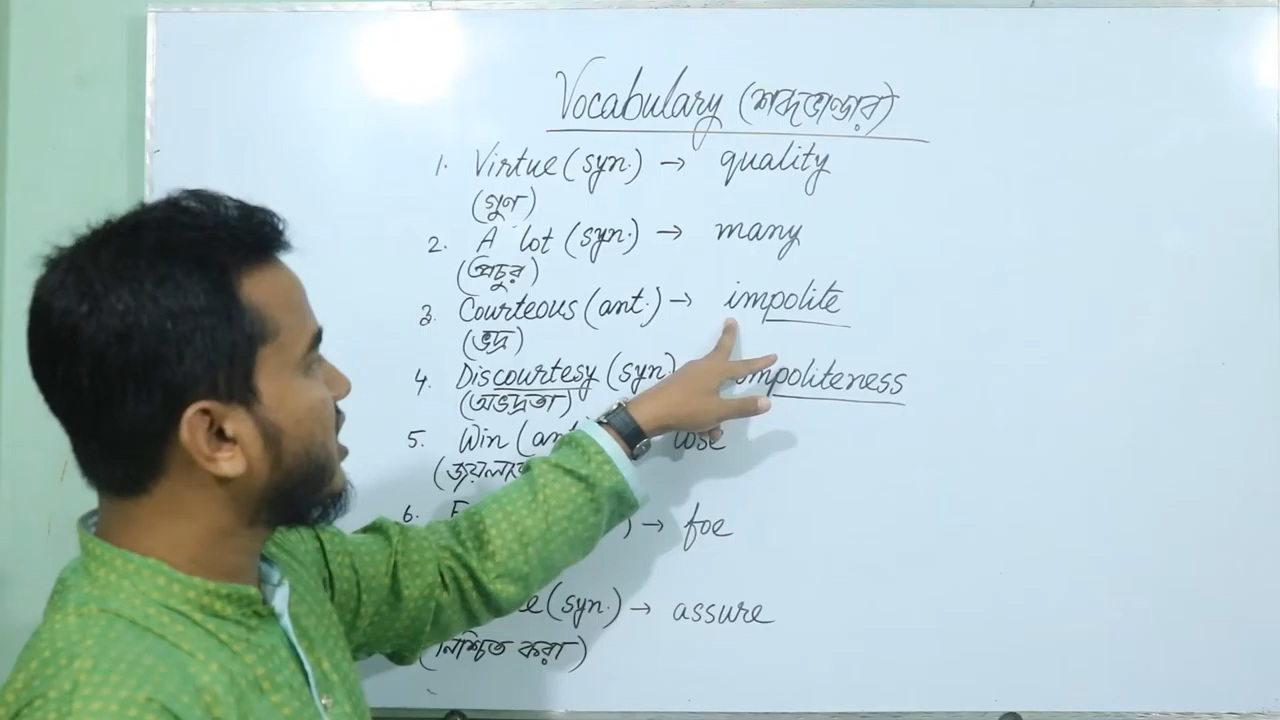 Vocabulary (শব্দভান্ডার)
1. Virtue (syn.) → quality
(গুণ)
2. A lot (syn.) → many
(প্রচুর)
3. Courteous (ant.) → impolite
(ভদ্র)
4. Discourtesy (syn.) impoliteness
(অভদ্রতা)
5. Win (ant lose
6. → foe
(syn.) → assure
(নিশ্চিত করা)